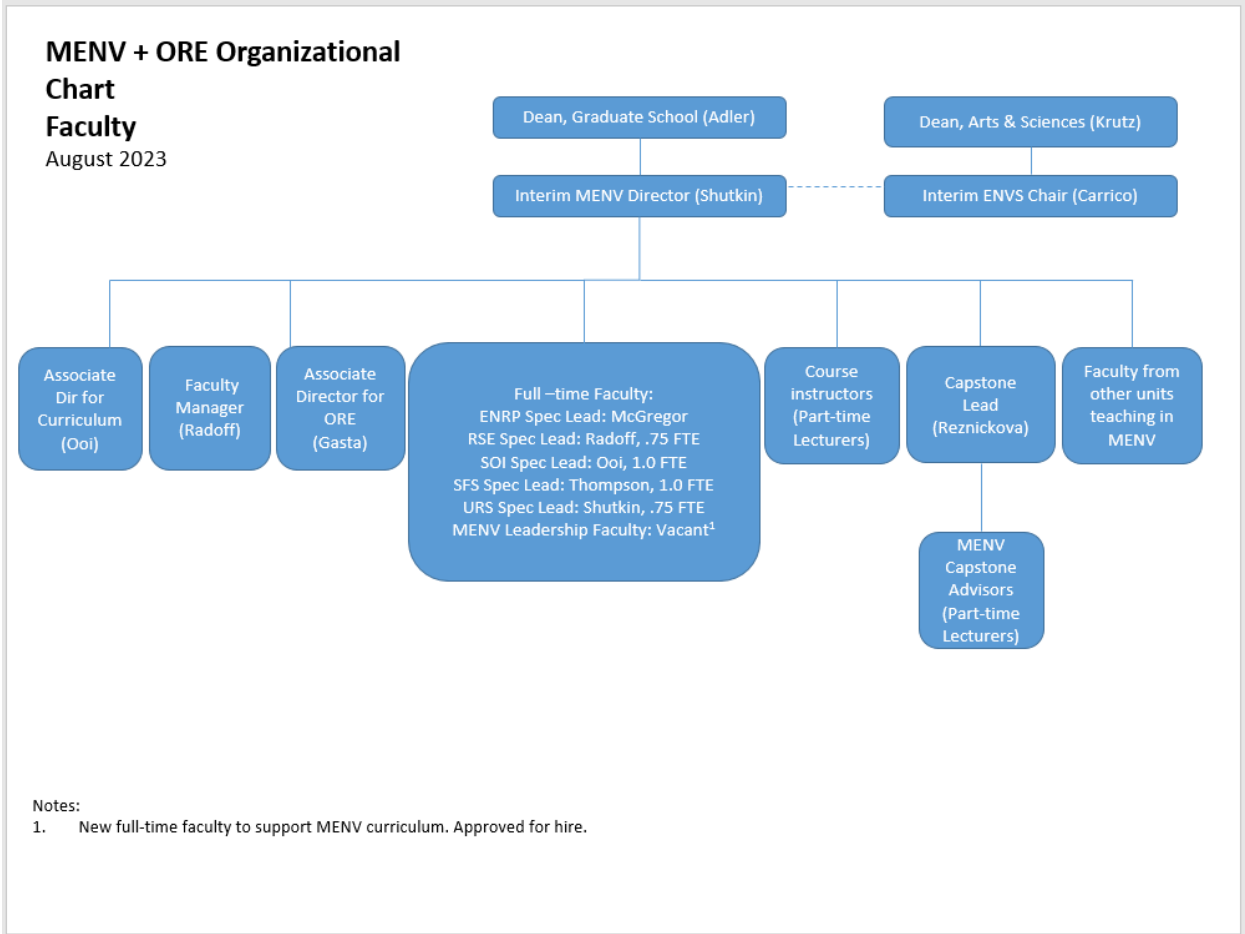 MENV + ORE Organizational
Chart
Faculty
August 2023
Dean, Graduate School (Adler)
Dean, Arts & Sciences (Krutz)
Interim MENV Director (Shutkin)
Interim ENVS Chair (Carrico)
Associate
Dir for
Curriculum
(Ooi)
Faculty
Manager
(Radoff)
Associate
Director for
ORE
(Gasta)
Full –time Faculty:
ENRP Spec Lead: McGregor
RSE Spec Lead: Radoff, .75 FTE
SOI Spec Lead: Ooi, 1.0 FTE
SFS Spec Lead: Thompson, 1.0 FTE
URS Spec Lead: Shutkin, .75 FTE
MENV Leadership Faculty: Vacant¹
Course
instructors
(Part-time
Lecturers)
Capstone
Lead
(Reznickova)
Faculty from
other units
teaching in
MENV
MENV
Capstone
Advisors
(Part-time
Lecturers)
Notes:
1. New full-time faculty to support MENV curriculum. Approved for hire.